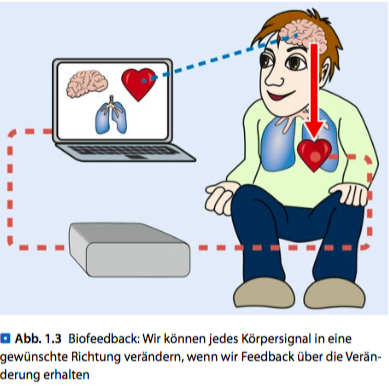 Abb. 1.3 Biofeedback: Wir können jedes Körpersignal in eine
gewünschte Richtung verändern, wenn wir Feedback über die Verän-
derung erhalten